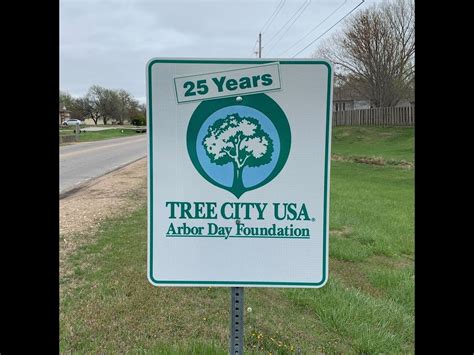 25 Years
TREE CITY USA®
Arbor Day Foundation